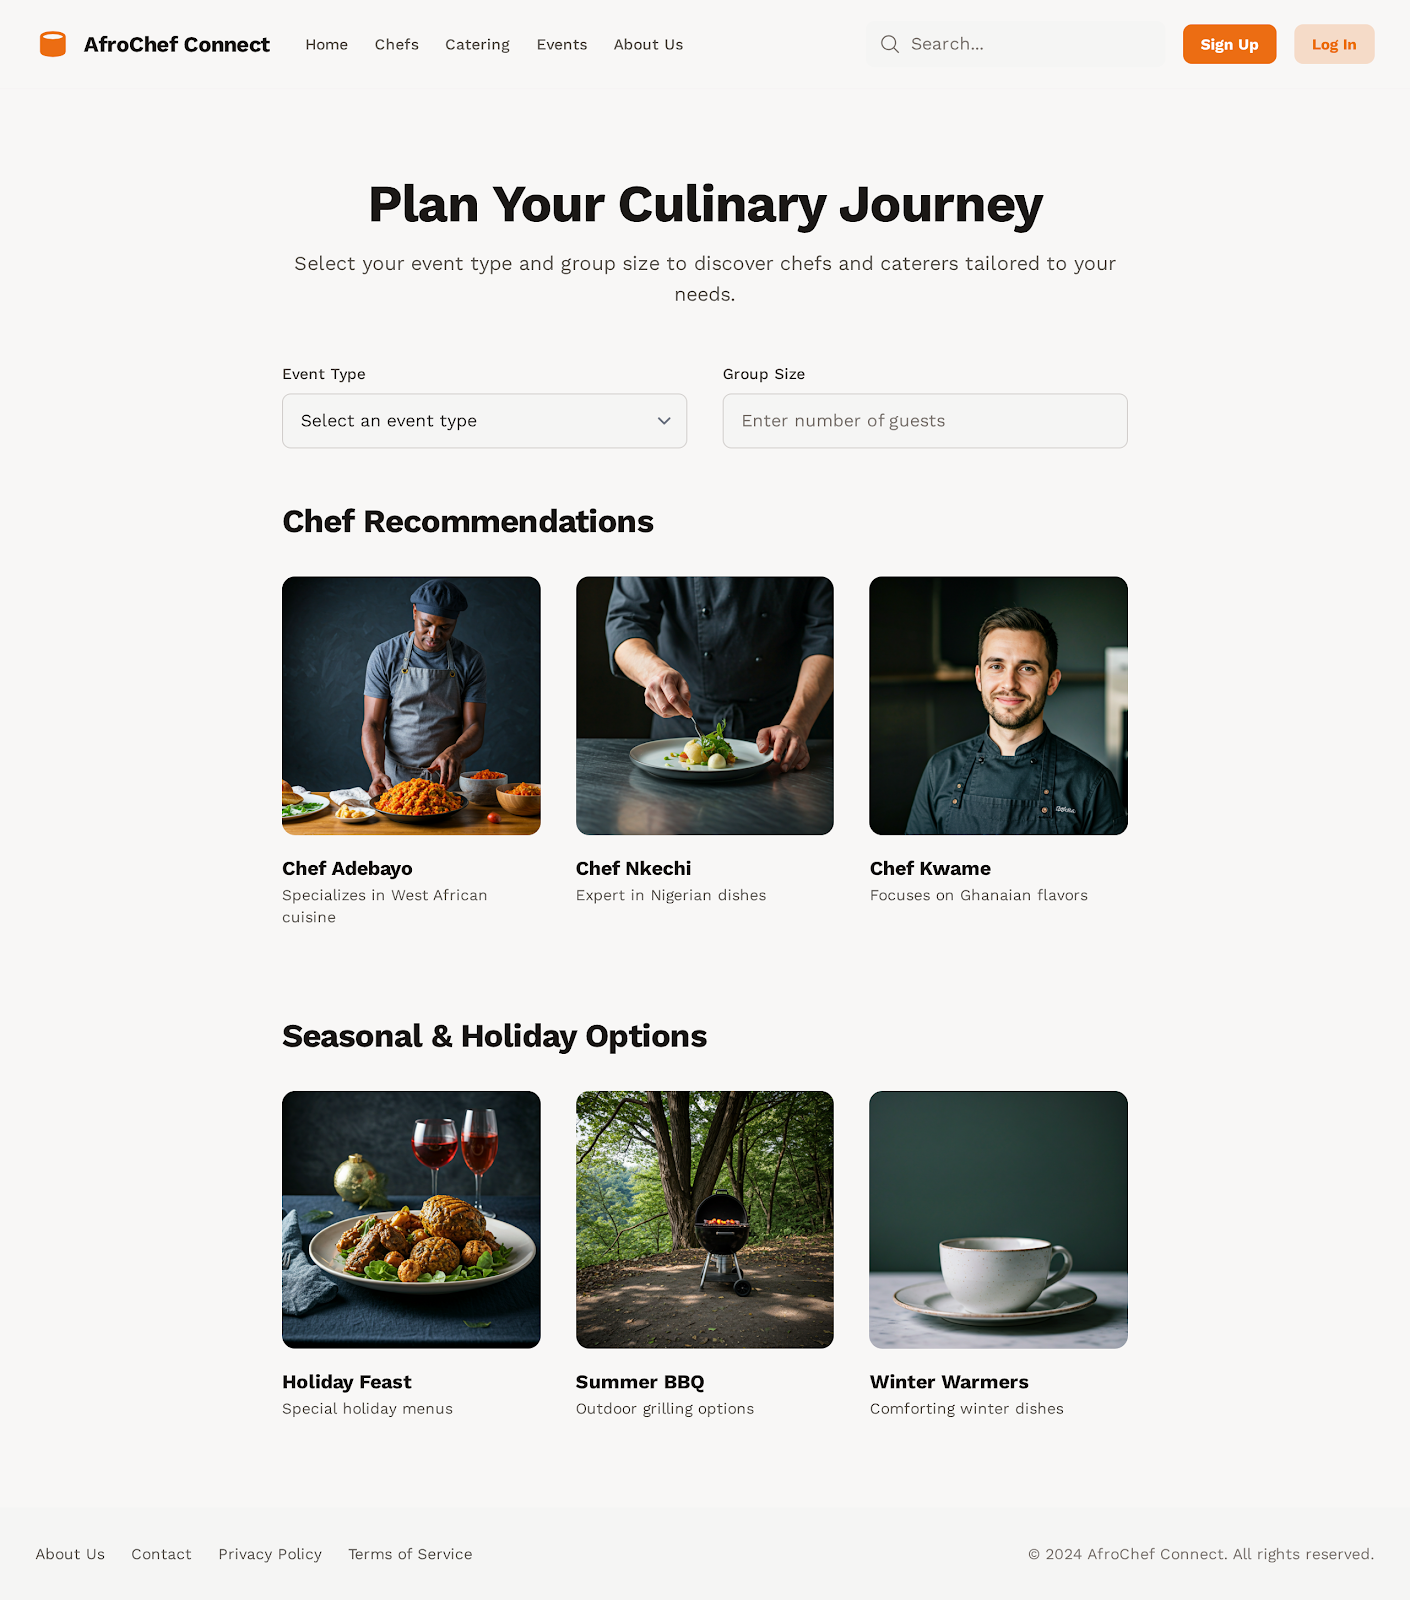 AfroChef Connect
Home
Chefs
Catering
Events
About Us
Search...
Sign Up
Log In
Plan Your Culinary Journey
Select your event type and group size to discover chefs and caterers tailored to your
needs.
Event Type
Group Size
Select an event type
Enter number of guests
Chef Recommendations
Chef Adebayo
Specializes in West African
cuisine
Chef Nkechi
Expert in Nigerian dishes
Chef Kwame
Focuses on Ghanaian flavors
Seasonal & Holiday Options
Holiday Feast
Special holiday menus
Summer BBQ
Outdoor grilling options
Winter Warmers
Comforting winter dishes
About Us
Contact
Privacy Policy
Terms of Service
© 2024 AfroChef Connect. All rights reserved.